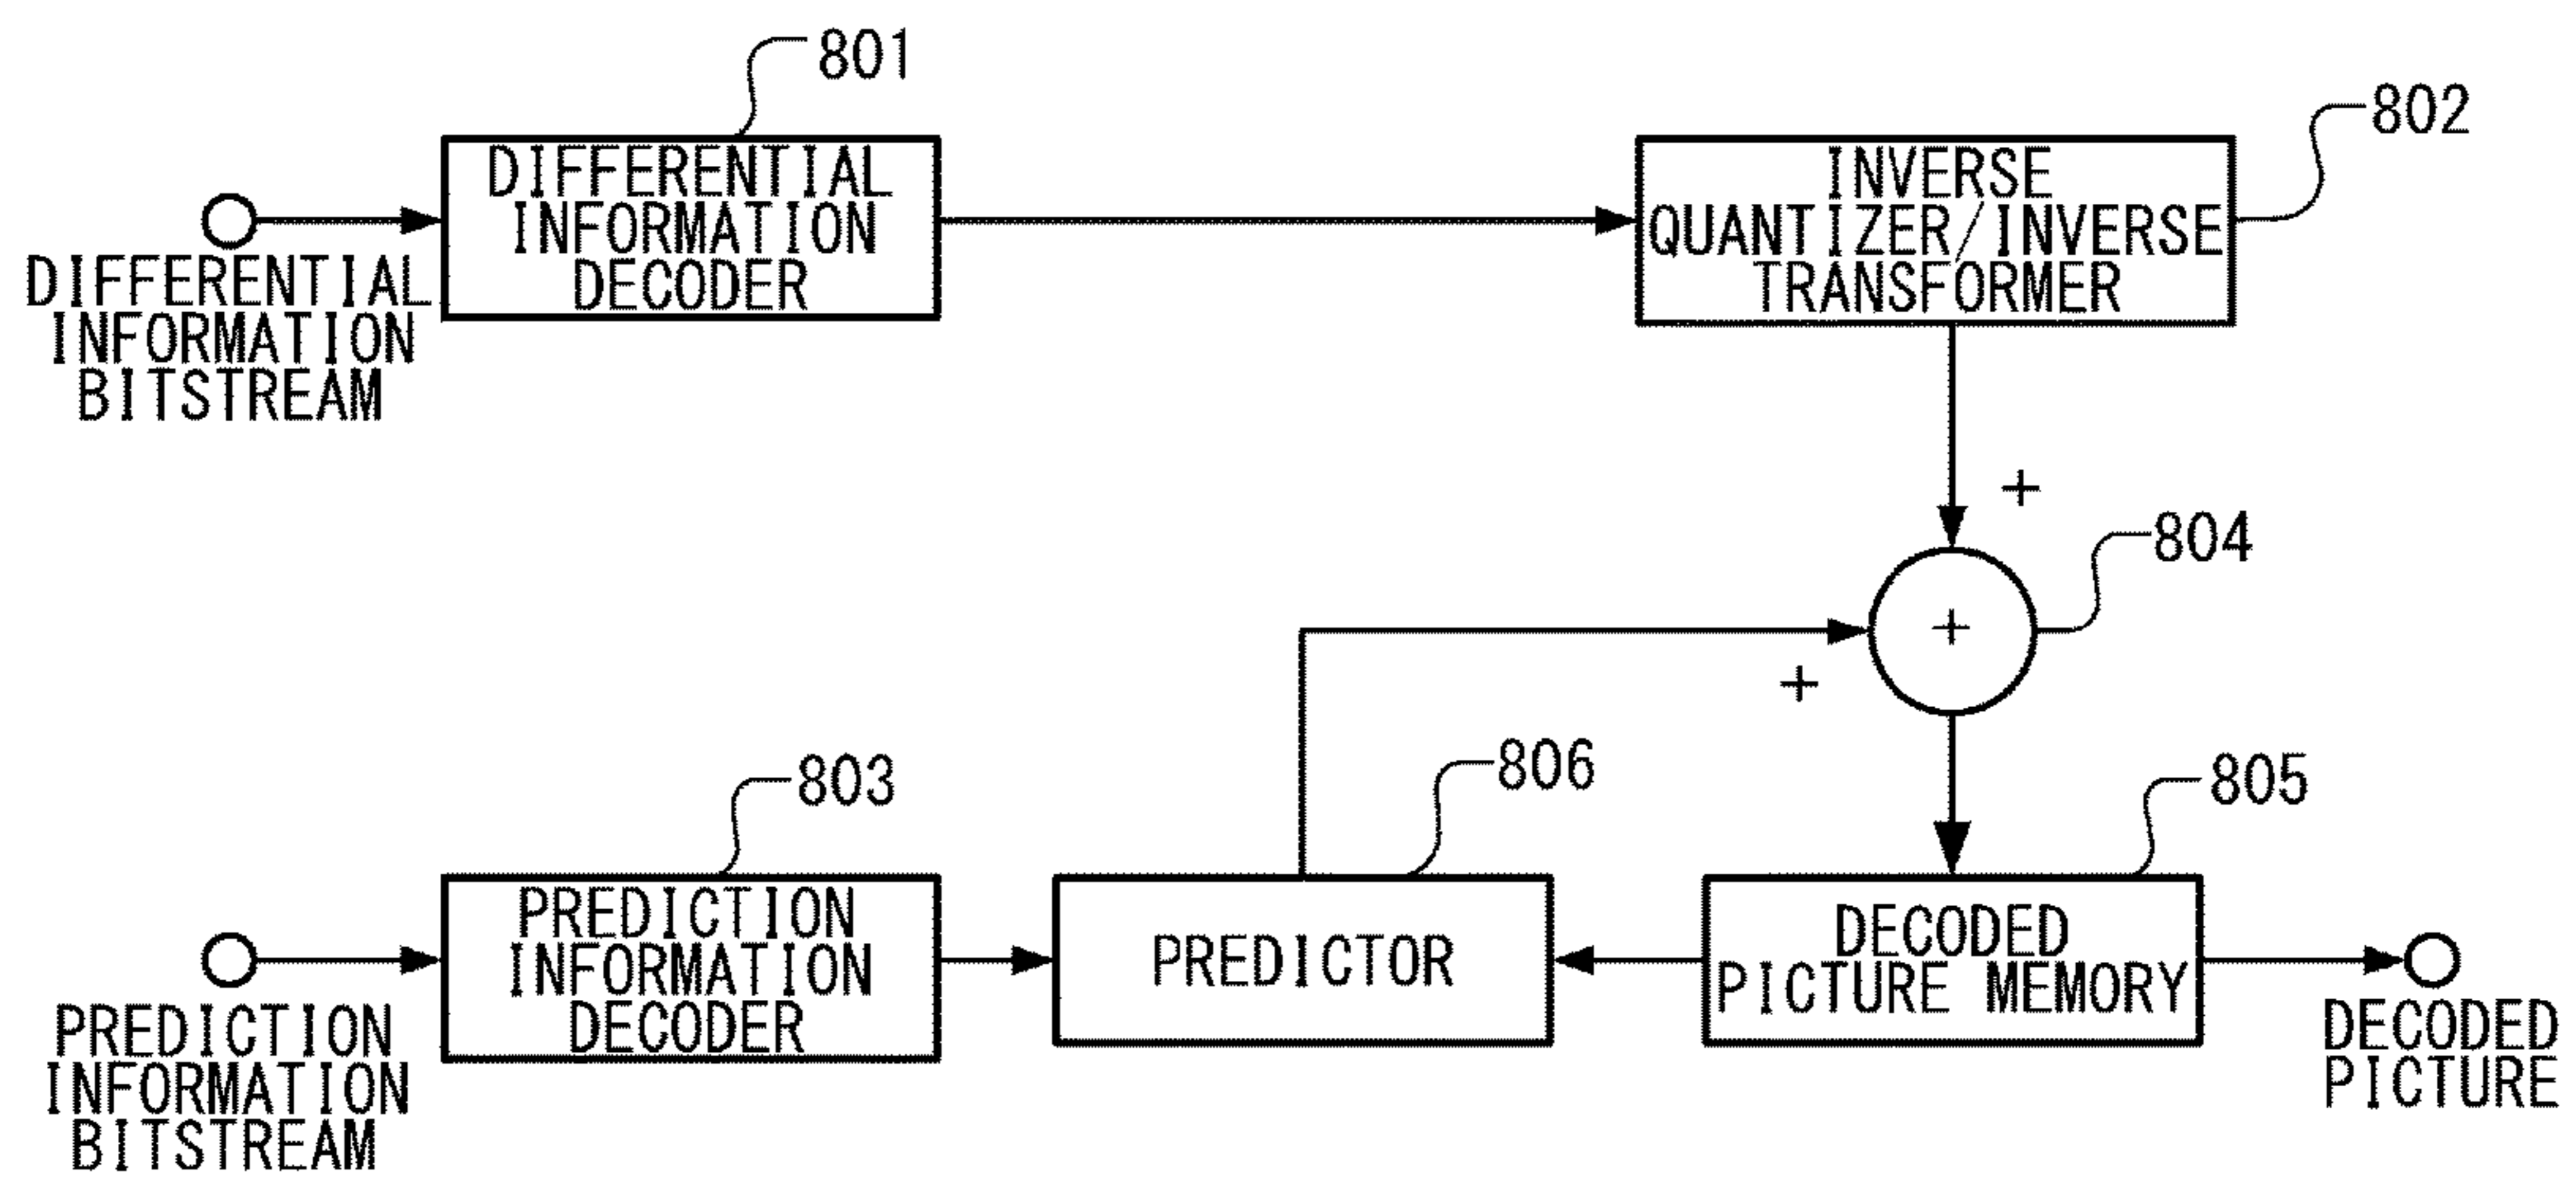 801
802
DIFFERENTIAL
INFORMATION
DECODER
INVERSE
QUANTIZER/INVERSE
TRANSFORMER
DIFFERENTIAL
INFORMATION
BITSTREAM
+
804
+
+
803
806
805
PREDICTION
INFORMATION
DECODER
PREDICTOR
DECODED
PICTURE MEMORY
PREDICTION
INFORMATION
BITSTREAM
DECODED
PICTURE